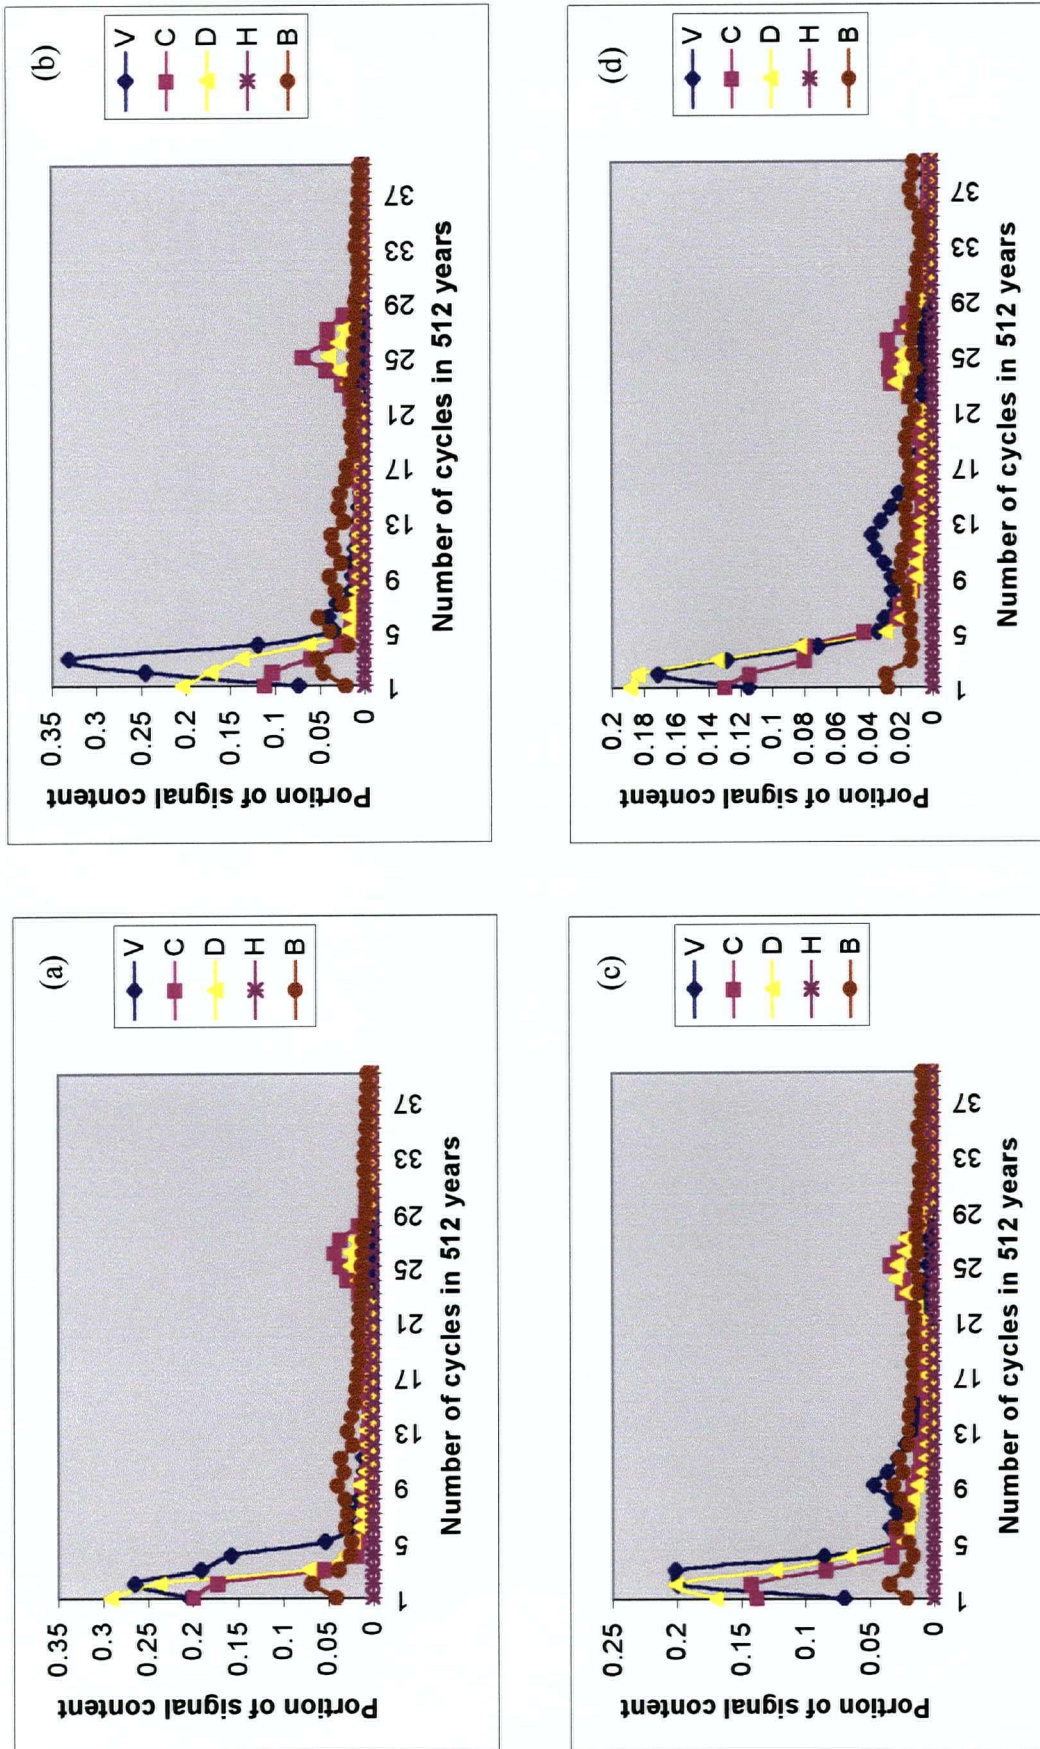 (a)
Portion of signal content
0.35
0.3
0.25
0.2
0.15
0.1
0.05
0
1 5 9 13 17 21 25 29 33 37
Number of cycles in 512 years
V
C
D
H
B
(b)
Portion of signal content
0.35
0.3
0.25
0.2
0.15
0.1
0.05
0
1 5 9 13 17 21 25 29 33 37
Number of cycles in 512 years
V
C
D
H
B
(c)
Portion of signal content
0.25
0.2
0.15
0.1
0.05
0
1 5 9 13 17 21 25 29 33 37
Number of cycles in 512 years
V
C
D
H
B
(d)
Portion of signal content
0.2
0.18
0.16
0.14
0.12
0.1
0.08
0.06
0.04
0.02
0
1 5 9 13 17 21 25 29 33 37
Number of cycles in 512 years
V
C
D
H
B